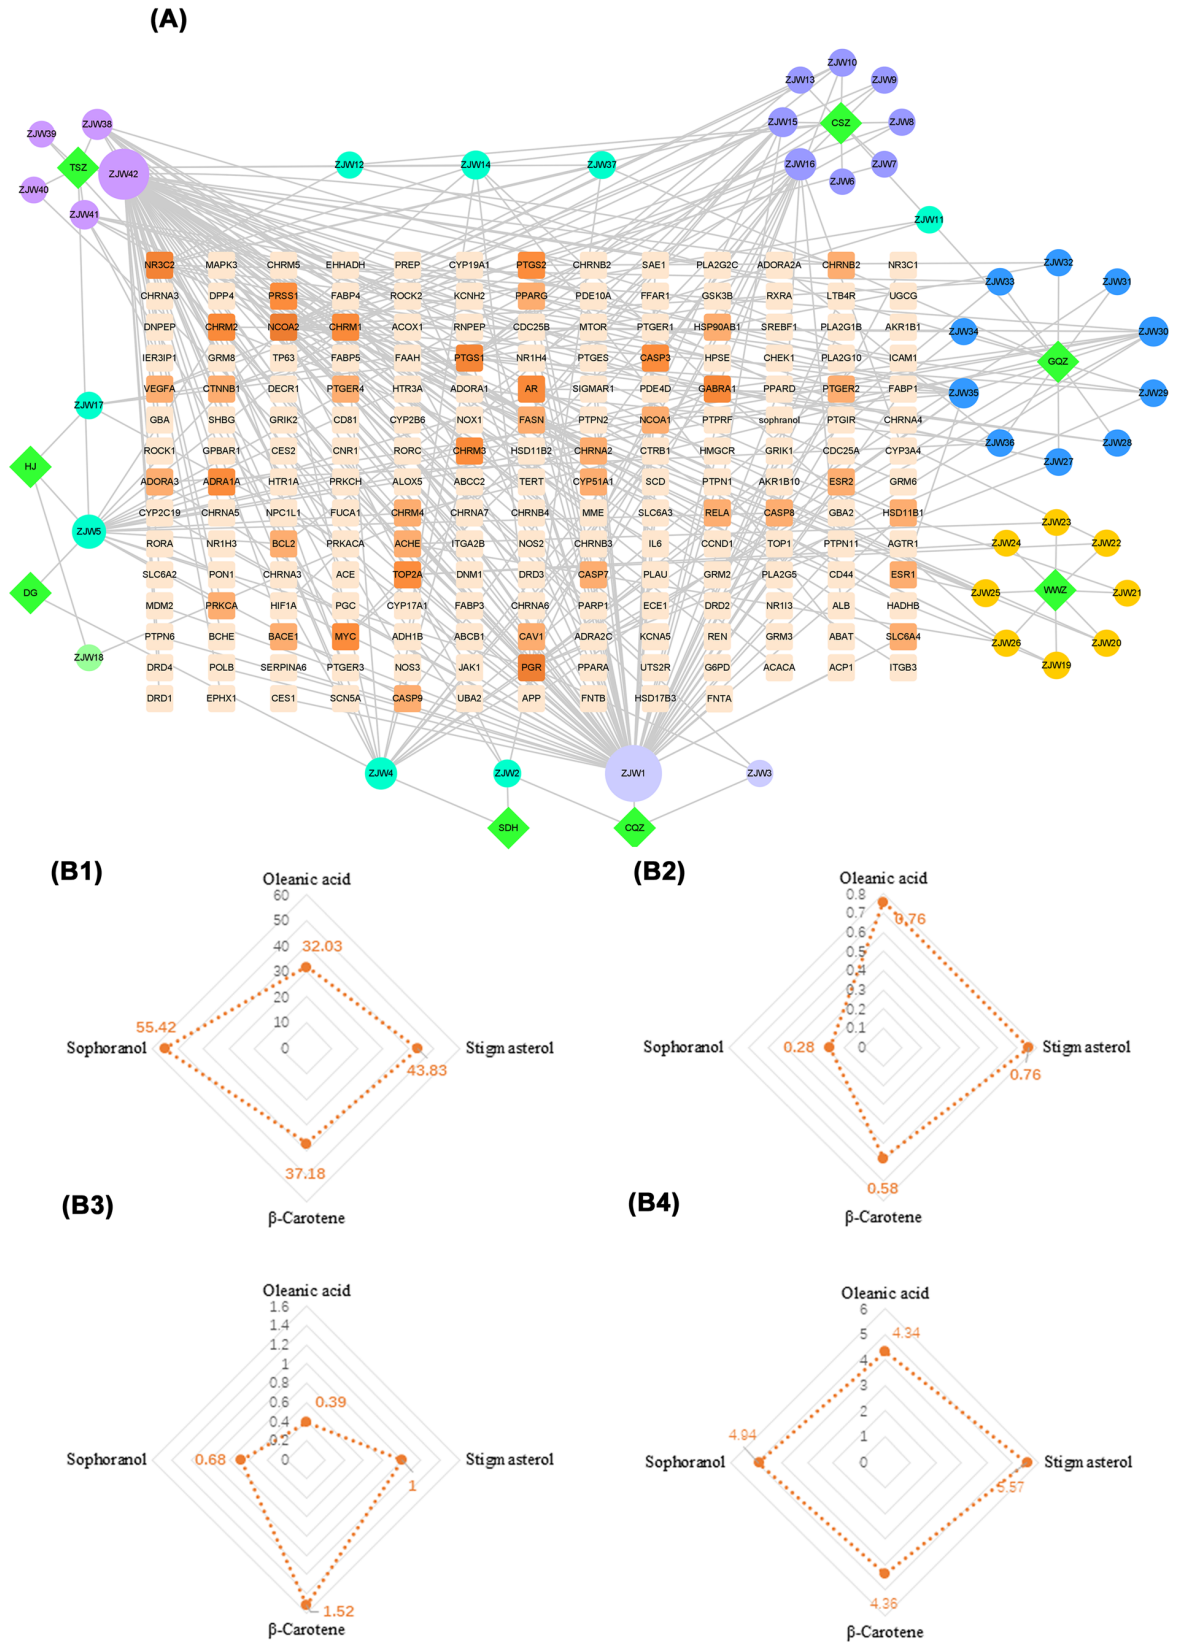 (A)
ZJW10
ZJW13 ZJW9
ZJW39 ZJW38 ZJW15 CSZ ZJW8
TSZ ZJW42 ZJW12 ZJW14 ZJW37 ZJW16 ZJW7
ZJW40 ZJW6
ZJW41 ZJW11
NR3C2 MAPK3 CHRM5 EHHADH PREP CYP19A1 PTGS2 CHRNB2 SAE1 PLA2G2C ADORA2A CHRNB2 NR3C1
CHRNA3 DPP4 PRSS1 FABP4 ROCK2 KCNH2 PPARG PDE10A FFAR1 GSK3B RXRA LTB4R UGCG
DNPEP CHRM2 NCOA2 CHRM1 ACOX1 RNPEP CDC25B MTOR PTGER1 HSP90AB1 SREBF1 PLA2G1B AKR1B1
IER3IP1 GRM8 TP63 FABP5 FAAH PTGS1 NR1H4 PTGES CASP3 HPSE CHEK1 PLA2G10 ICAM1
VEGFA CTNNB1 DECR1 PTGER4 HTR3A ADORA1 AR SIGMAR1 PDE4D GABRA1 PPARD PTGER2 FABP1
GBA SHBG GRIK2 CD81 CYP2B6 NOX1 FASN PTPN2 NCOA1 PTPRF sophranol PTGIR CHRNA4
ROCK1 GPBAR1 CES2 CNR1 RORC CHRM3 HSD11B2 CHRNA2 CTRB1 HMGCR GRIK1 CDC25A CYP3A4
ADORA3 ADRA1A HTR1A PRKCH ALOX5 ABCC2 TERT CYP51A1 SCD PTPN1 AKR1B10 ESR2 GRM6
CYP2C19 CHRNA5 NPC1L1 FUCA1 CHRM4 CHRNA7 CHRNB4 MME SLC6A3 RELA CASP8 GBA2 HSD11B1
RORA NR1H3 BCL2 PRKACA ACHE ITGA2B NOS2 CHRNB3 IL6 CCND1 TOP1 PTPN11 AGTR1
SLC6A2 PON1 CHRNA3 ACE TOP2A DNM1 DRD3 CASP7 PLAU GRM2 PLA2G5 CD44 ESR1
MDM2 PRKCA HIF1A PGC CYP17A1 FABP3 CHRNA6 PARP1 ECE1 DRD2 NR1I3 ALB HADHB
PTPN6 BCHE BACE1 MYC ADH1B ABCB1 CAV1 ADRA2C KCNA5 REN GRM3 ABAT SLC6A4
DRD4 POLB SERPINA6 PTGER3 NOS3 JAK1 PGR PPARA UTS2R G6PD ACACA ACP1 ITGB3
DRD1 EPHX1 CES1 SCN5A CASP9 UBA2 APP FNTB HSD17B3 FNTA
ZJW32
ZJW33 ZJW31
ZJW34 ZJW30
GQZ
ZJW35 ZJW29
ZJW36 ZJW28
ZJW27
ZJW17
HJ
ZJW5
DG
ZJW18
ZJW23
ZJW24 ZJW22
ZJW25 WWZ ZJW21
ZJW26 ZJW20
ZJW19
ZJW4 ZJW2 ZJW1 ZJW3
SDH CQZ
(B1)
Oleanic acid
60
50
40
30
20
10
0
32.03
55.42
Sophoranol
Stigmasterol
43.83
37.18
β-Carotene
(B2)
Oleanic acid
0.8
0.7
0.6
0.5
0.4
0.3
0.2
0.1
0
0.76
Sophoranol
0.28
Stigmasterol
0.76
0.58
β-Carotene
(B3)
Oleanic acid
1.6
1.4
1.2
1
0.8
0.6
0.4
0.2
0
0.39
Sophoranol
0.68
Stigmasterol
1
1.52
β-Carotene
(B4)
Oleanic acid
6
5
4
3
2
1
0
4.34
4.94
Sophoranol
Stigmasterol
5.57
4.36
β-Carotene